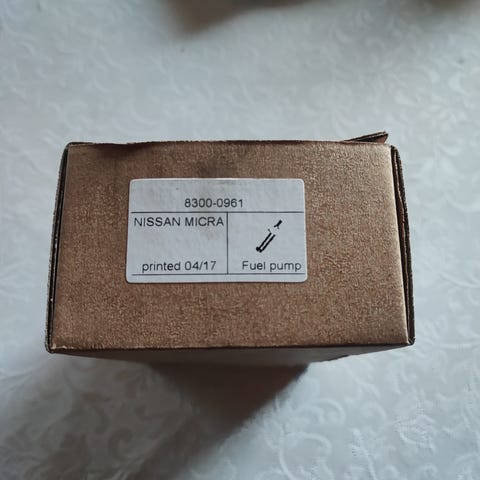 8300-0961
NISSAN MICRA
printed 04/17
Fuel pump